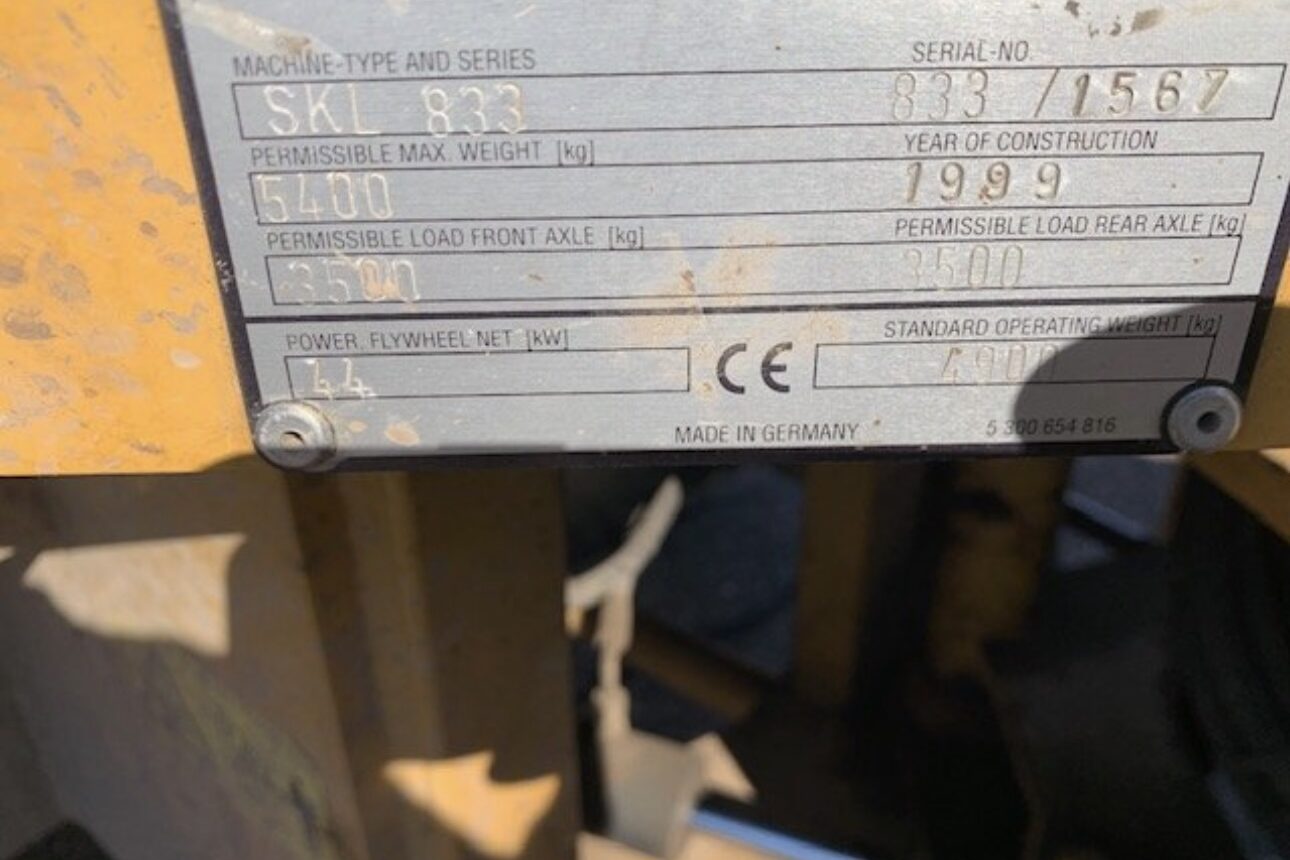 MACHINE-TYPE AND SERIES SERIAL-NO.
SKL 833 833 /1567
PERMISSIBLE MAX. WEIGHT [kg] YEAR OF CONSTRUCTION
5400 1999
PERMISSIBLE LOAD FRONT AXLE [kg] PERMISSIBLE LOAD REAR AXLE [kg]
3500 3500
POWER, FLYWHEEL NET [kW] STANDARD OPERATING WEIGHT [kg]
44 CE 4900
MADE IN GERMANY 5 300 654 816